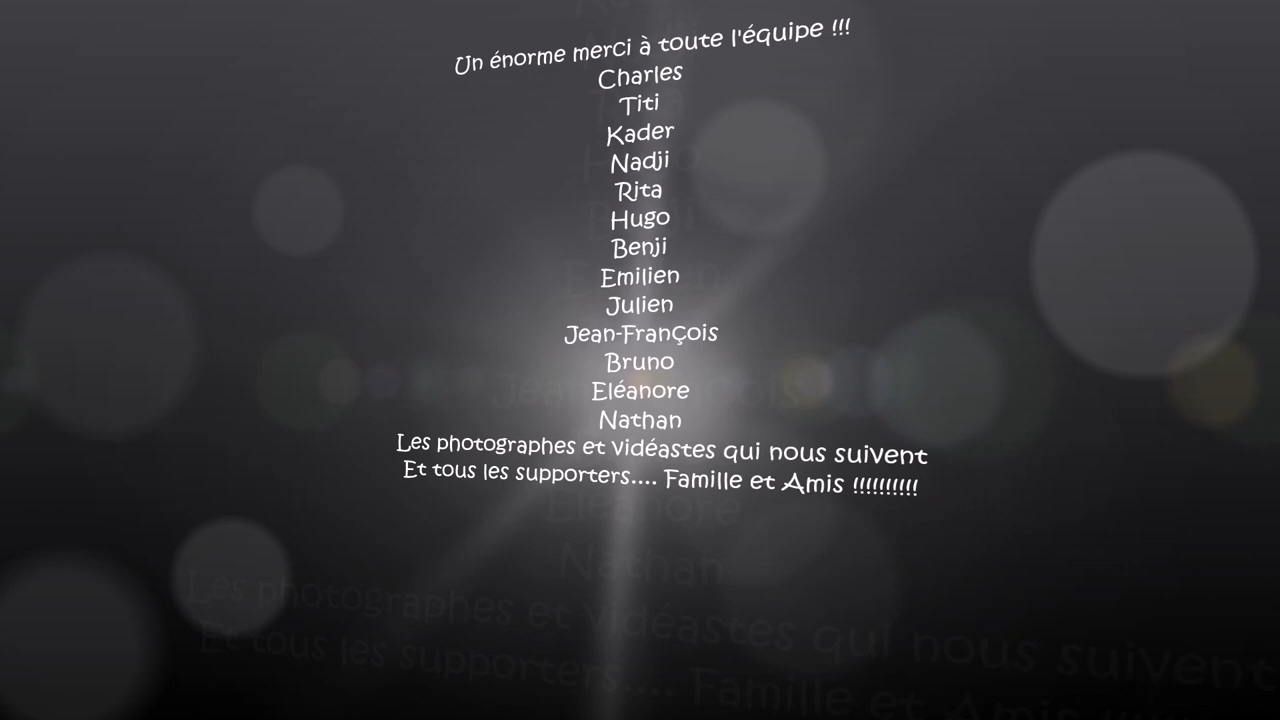 Un énorme merci à toute l'équipe !!!
Charles
Titi
Kader
Nadji
Rita
Hugo
Benji
Emilien
Julien
Jean-François
Bruno
Eléanore
Nathan
Les photographes et vidéastes qui nous suivent
Et tous les supporters.... Famille et Amis !!!!!!!!!!